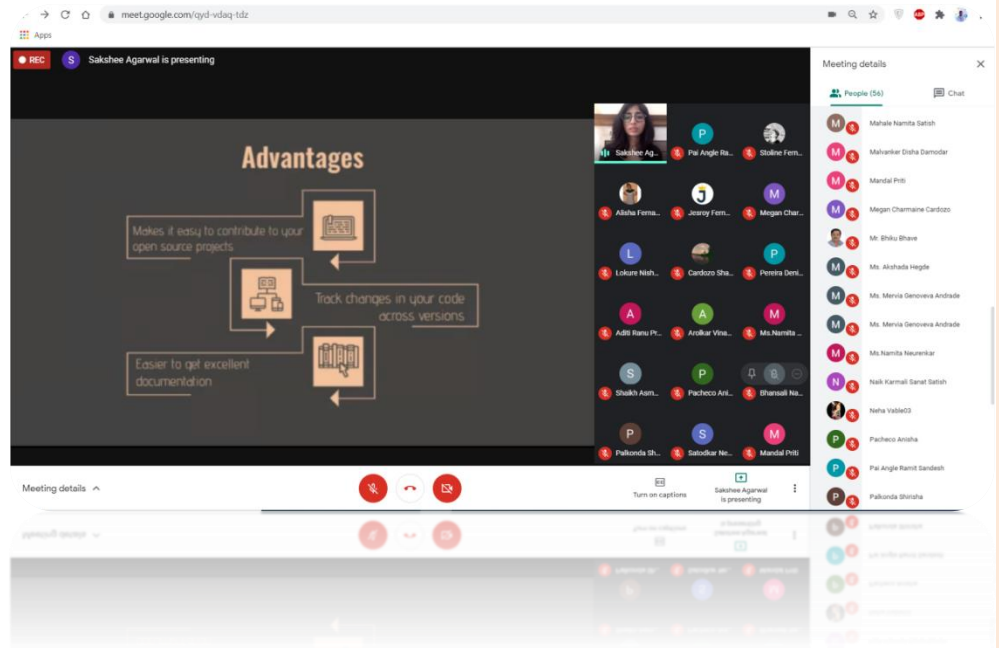 meet.google.com/qyd-vdaq-tdz
Apps
REC
S
Sakshee Agarwal is presenting
Advantages
Makes it easy to contribute to your
open source projects
Track changes in your code
across versions
Easier to get excellent
documentation
Sakshee Ag...
P
Pai Angle Ra...
Stoline Fern...
Alisha Ferna...
J
Jesroy Fern...
M
Megan Char...
L
Lokure Nish...
Cardozo Sha...
P
Pereira Deni...
A
Aditi Ranu Pr...
A
Arolkar Vina...
M
Ms.Namita ...
S
Shaikh Asm...
P
Pacheco Ani...
Bhansali Na...
P
Palkonda Sh...
S
Satodkar Ne...
M
Mandal Priti
Meeting details
People (56)
Chat
M
Mahale Namita Satish
M
Malvanker Disha Damodar
M
Mandal Priti
M
Megan Charmaine Cardozo
Mr. Bhiku Bhave
M
Ms. Akshada Hegde
M
Ms. Mervia Genoveva Andrade
M
Ms. Mervia Genoveva Andrade
M
Ms.Namita Neurenkar
N
Naik Karmali Sanat Satish
Neha Vable03
P
Pacheco Anisha
P
Pai Angle Ramit Sandesh
P
Palkonda Shirisha
Meeting details
Turn on captions
Sakshee Agarwal
is presenting